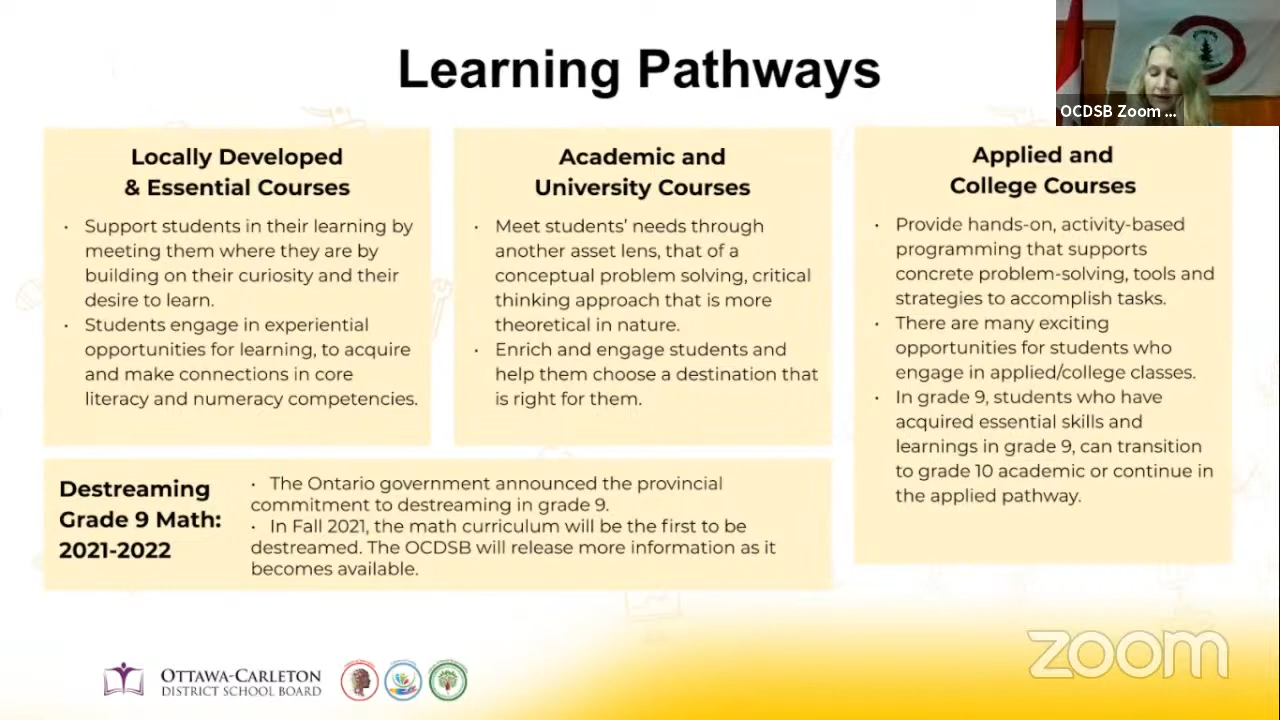 Learning Pathways
OCDSB Zoom ...
Locally Developed
& Essential Courses
• Support students in their learning by
meeting them where they are by
building on their curiosity and their
desire to learn.
• Students engage in experiential
opportunities for learning, to acquire
and make connections in core
literacy and numeracy competencies.
Academic and
University Courses
• Meet students’ needs through
another asset lens, that of a
conceptual problem solving, critical
thinking approach that is more
theoretical in nature.
• Enrich and engage students and
help them choose a destination that
is right for them.
Applied and
College Courses
• Provide hands-on, activity-based
programming that supports
concrete problem-solving, tools and
strategies to accomplish tasks.
• There are many exciting
opportunities for students who
engage in applied/college classes.
• In grade 9, students who have
acquired essential skills and
learnings in grade 9, can transition
to grade 10 academic or continue in
the applied pathway.
Destreaming
Grade 9 Math:
2021-2022
• The Ontario government announced the provincial
commitment to destreaming in grade 9.
• In Fall 2021, the math curriculum will be the first to be
destreamed. The OCDSB will release more information as it
becomes available.
OTTAWA-CARLETON
DISTRICT SCHOOL BOARD
zoom